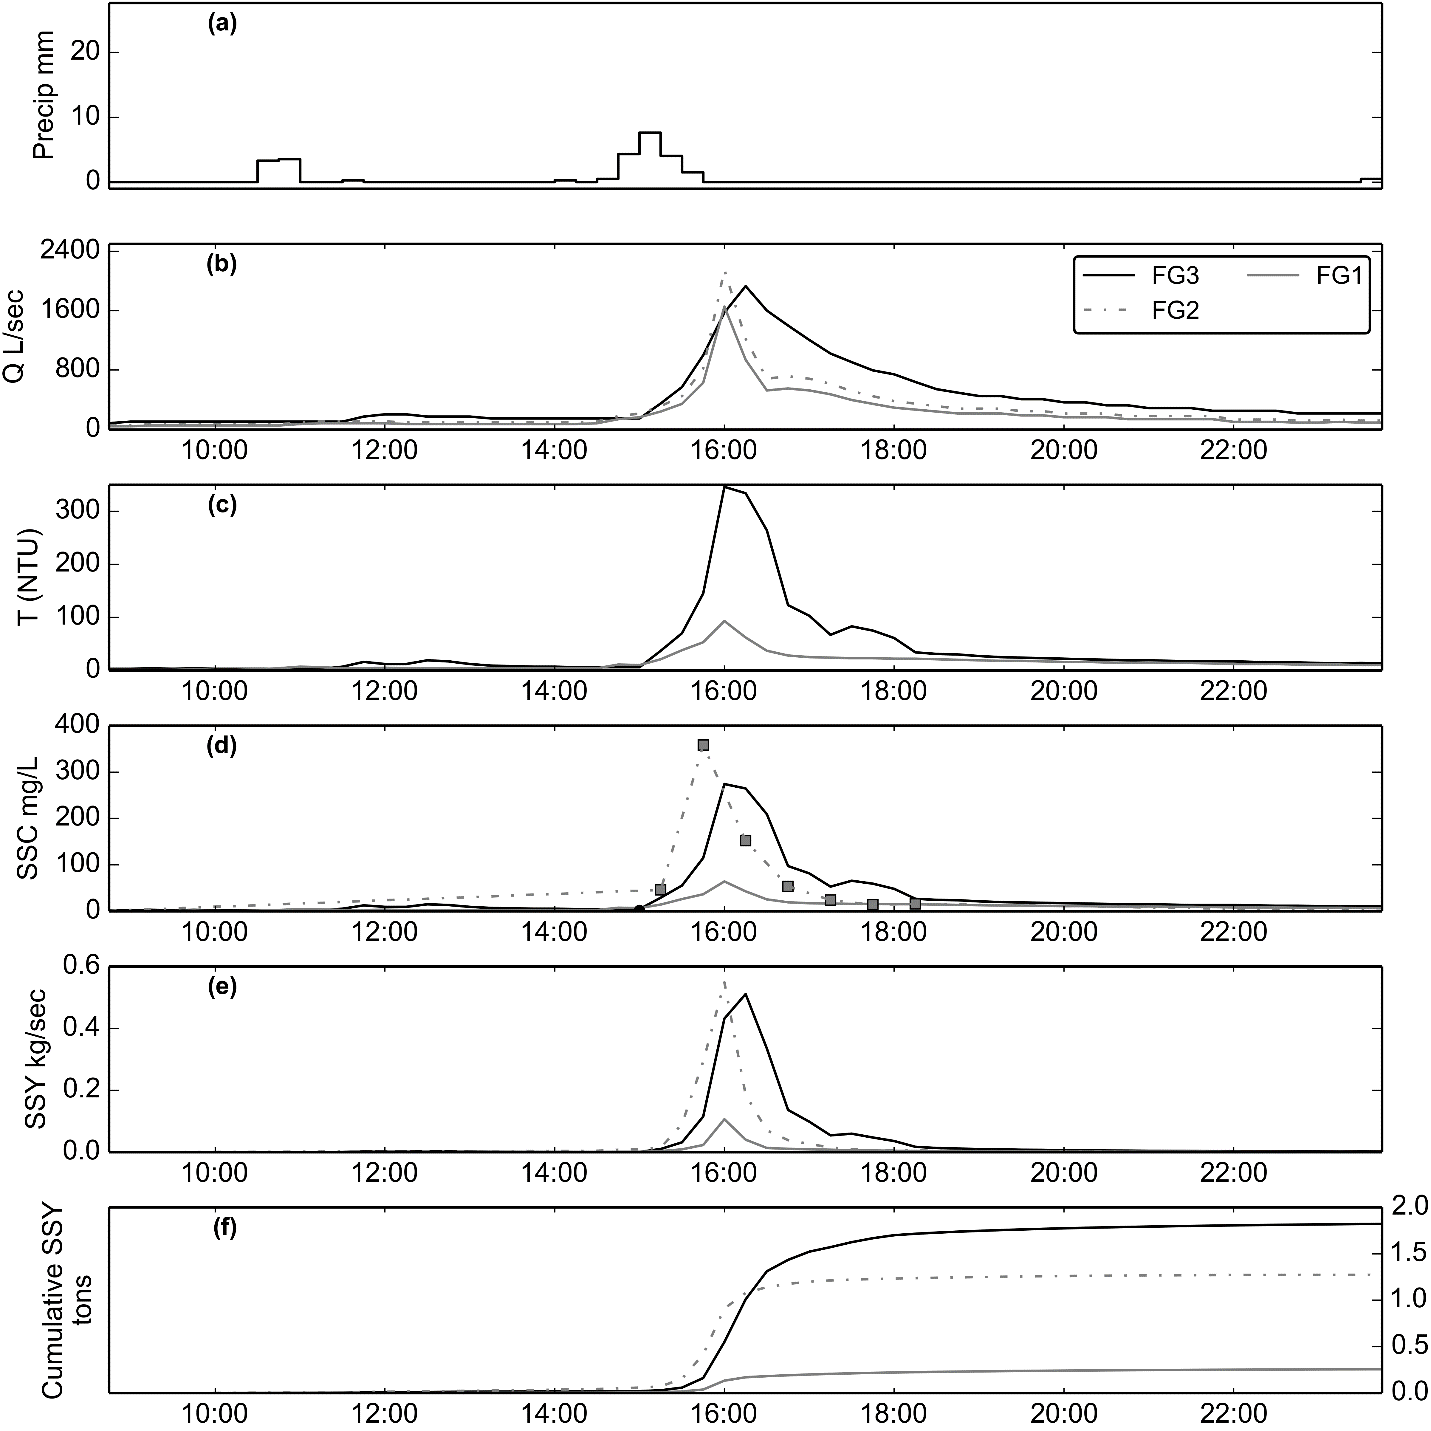 (a)
Precip mm
20
10
0
(b)
Q L/sec
2400
1600
800
0
FG3
FG1
FG2
10:00 12:00 14:00 16:00 18:00 20:00 22:00
(c)
T (NTU)
300
200
100
0
10:00 12:00 14:00 16:00 18:00 20:00 22:00
(d)
SSC mg/L
400
300
200
100
0
10:00 12:00 14:00 16:00 18:00 20:00 22:00
(e)
SSY kg/sec
0.6
0.4
0.2
0.0
10:00 12:00 14:00 16:00 18:00 20:00 22:00
(f)
Cumulative SSY
tons
2.0
1.5
1.0
0.5
0.0
10:00 12:00 14:00 16:00 18:00 20:00 22:00